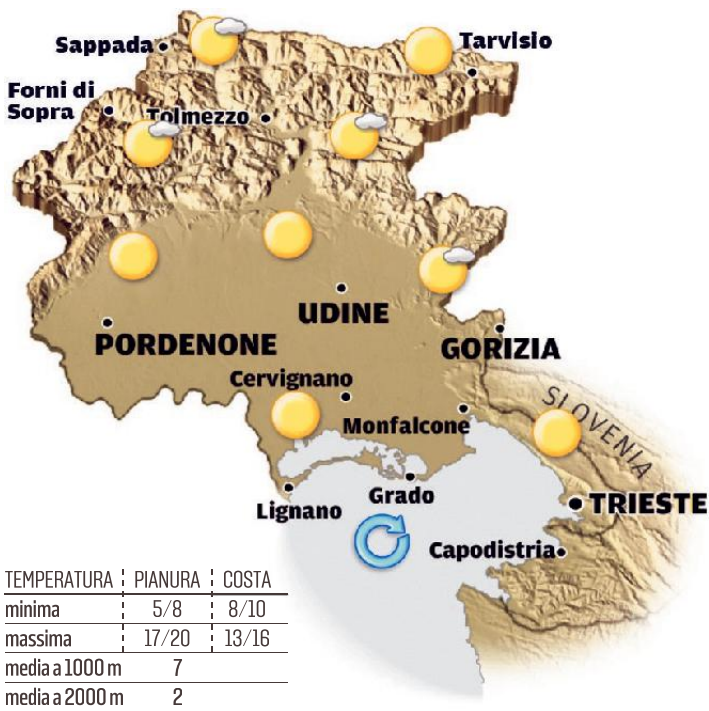 Sappada
Tarvisio
Forni di
Sopra
Tolmezzo
UDINE
PORDENONE
GORIZIA
Cervignano
SLOVENIA
Monfalcone
Grado
Lignano
TRIESTE
Capodistria
TEMPERATURA PIANURA COSTA
minima 5/8 8/10
massima 17/20 13/16
media a 1000 m 7
media a 2000 m 2